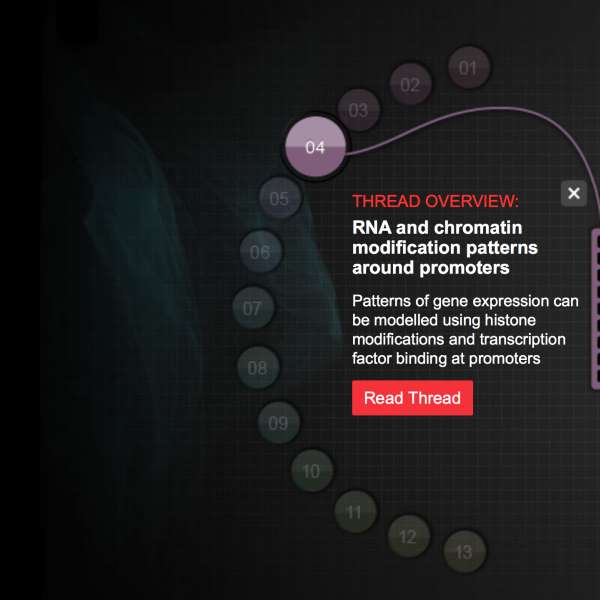 01
02
03
04
05
06
07
08
09
10
11
12
13
THREAD OVERVIEW:
RNA and chromatin
modification patterns
around promoters
Patterns of gene expression can
be modelled using histone
modifications and transcription
factor binding at promoters
Read Thread